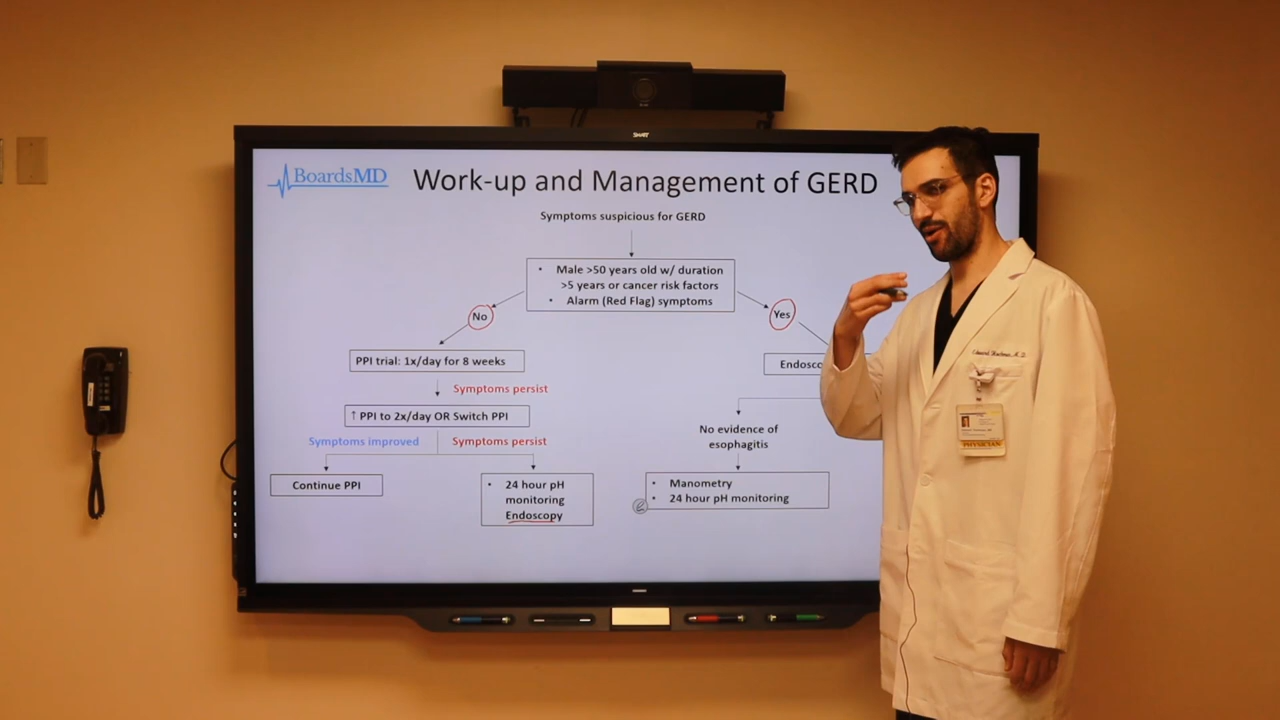 SMART
BoardsMD
Work-up and Management of GERD
Symptoms suspicious for GERD
• Male >50 years old w/ duration
>5 years or cancer risk factors
• Alarm (Red Flag) symptoms
No
Yes
PPI trial: 1x/day for 8 weeks
Endosco
Symptoms persist
↑ PPI to 2x/day OR Switch PPI
No evidence of
esophagitis
Symptoms improved
Symptoms persist
Continue PPI
• 24 hour pH
monitoring
Endoscopy
• Manometry
• 24 hour pH monitoring
PHYSICIAN